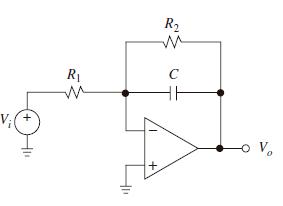 R₂
R₁
C
Vᵢ
+
−
+
Vₒ